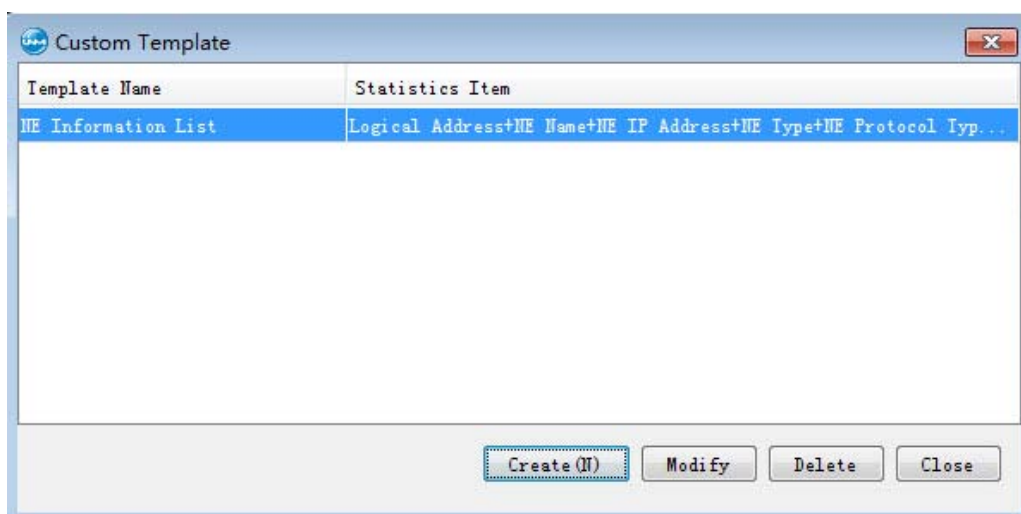 Custom Template
Template Name Statistics Item
NE Information List Logical Address+NE Name+NE IP Address+NE Type+NE Protocol Typ...
Create(N) Modify Delete Close